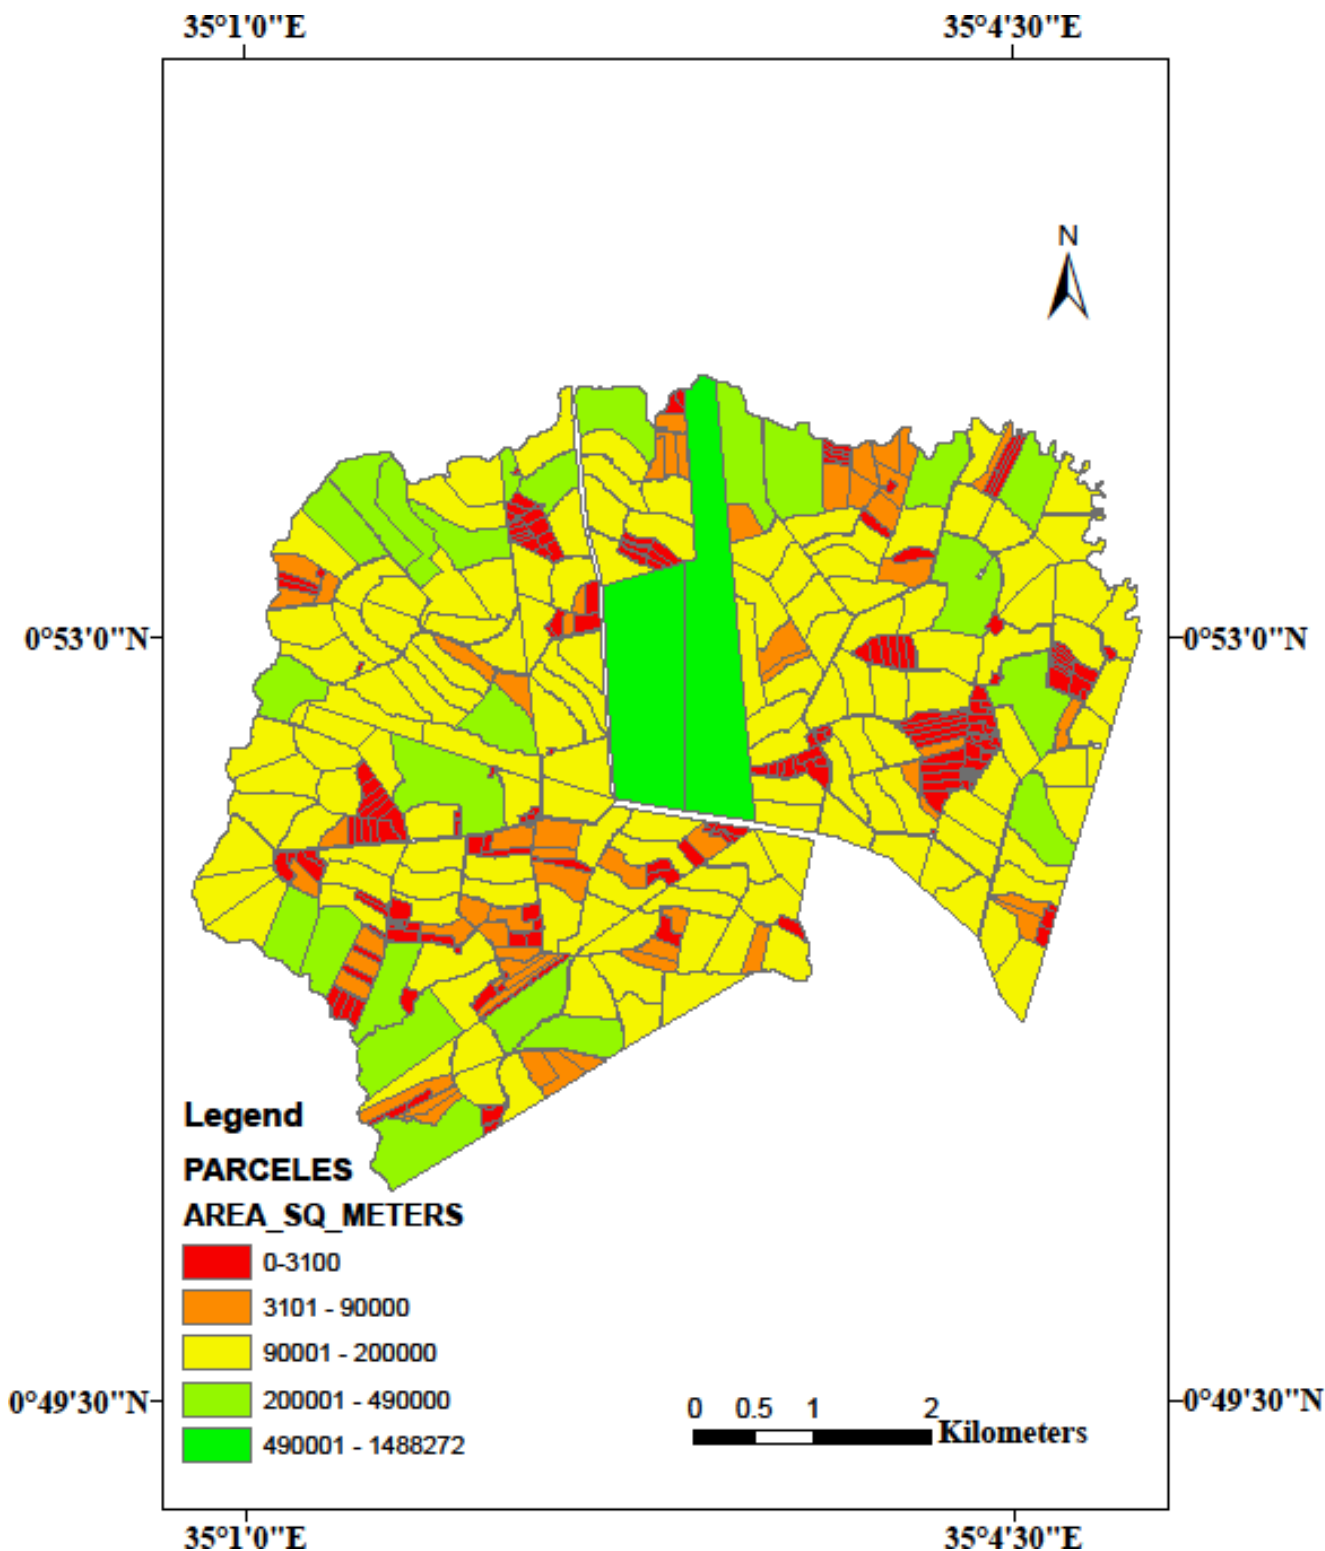 35°1'0"E 35°4'30"E
N
0°53'0"N 0°53'0"N
Legend
PARCELES
AREA_SQ_METERS
0-3100
3101 - 90000
90001 - 200000
200001 - 490000
490001 - 1488272
0 0.5 1 2
Kilometers
0°49'30"N 0°49'30"N
35°1'0"E 35°4'30"E